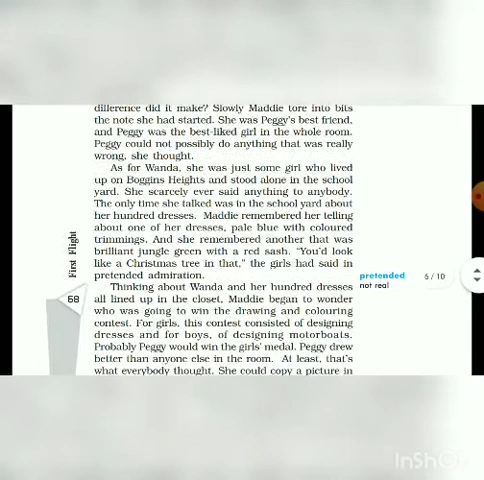 difference did it make? Slowly Maddie tore into bits
the note she had started. She was Peggy's best friend,
and Peggy was the best-liked girl in the whole room.
Peggy could not possibly do anything that was really
wrong, she thought.
As for Wanda, she was just some girl who lived
up on Boggins Heights and stood alone in the school
yard. She scarcely ever said anything to anybody.
The only time she talked was in the school yard about
her hundred dresses. Maddie remembered her telling
about one of her dresses, pale blue with coloured
trimmings. And she remembered another that was
brilliant jungle green with a red sash. “You'd look
like a Christmas tree in that,” the girls had said in
pretended admiration.
pretended
not real
6 / 10
First Flight
68
Thinking about Wanda and her hundred dresses
all lined up in the closet, Maddie began to wonder
who was going to win the drawing and colouring
contest. For girls, this contest consisted of designing
dresses and for boys, of designing motorboats.
Probably Peggy would win the girls' medal. Peggy drew
better than anyone else in the room. At least, that's
what everybody thought. She could copy a picture in
InShO